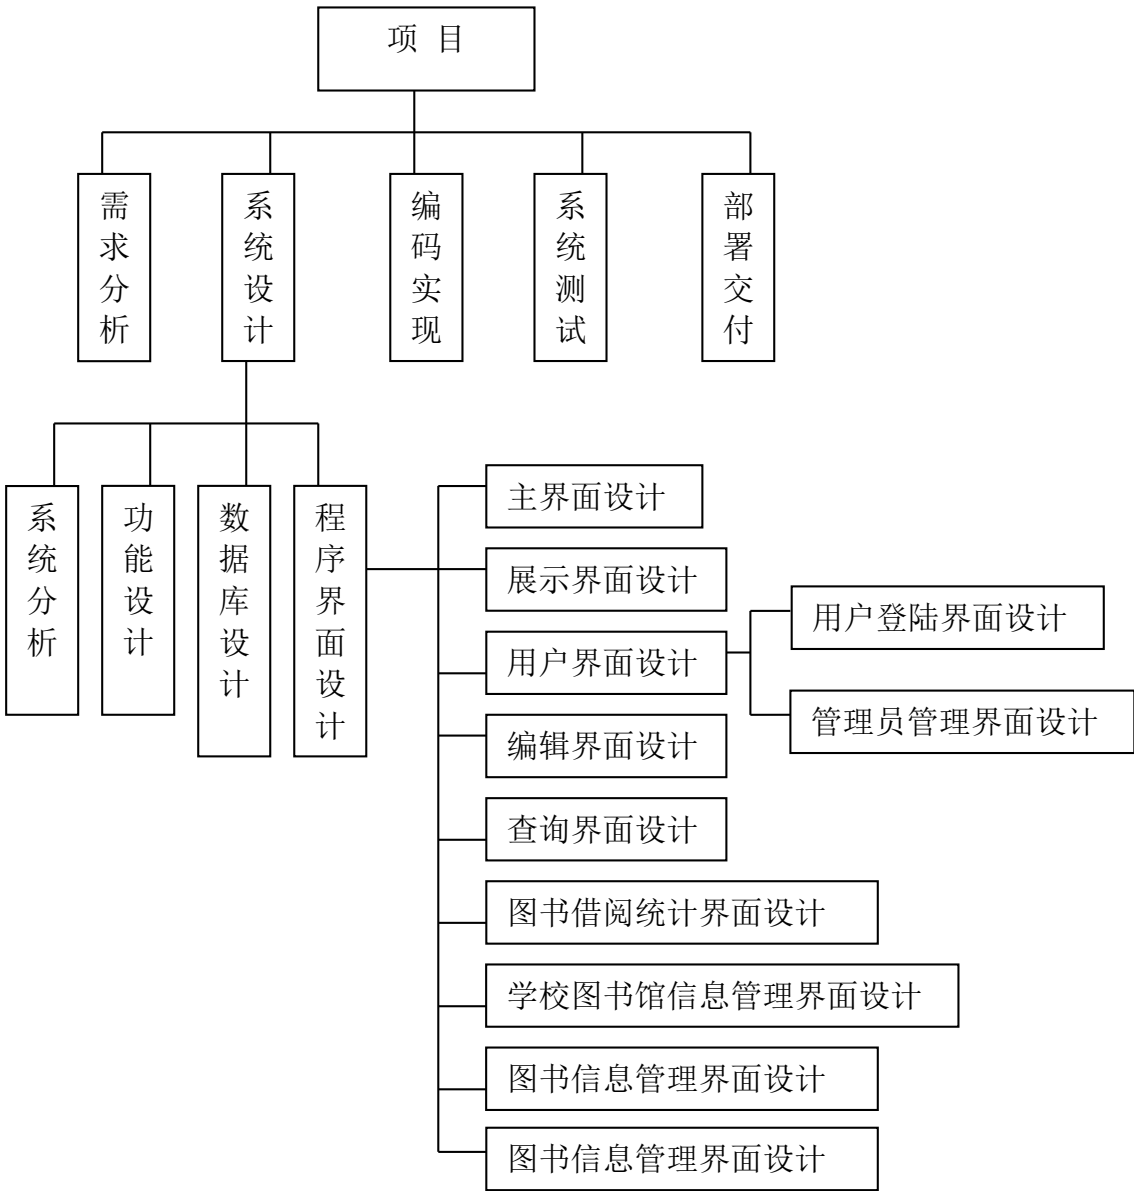 项 目
需求分析
系统设计
编码实现
系统测试
部署交付
系统分析
功能设计
数据库设计
程序界面设计
主界面设计
展示界面设计
用户界面设计
用户登陆界面设计
管理员管理界面设计
编辑界面设计
查询界面设计
图书借阅统计界面设计
学校图书馆信息管理界面设计
图书信息管理界面设计
图书信息管理界面设计